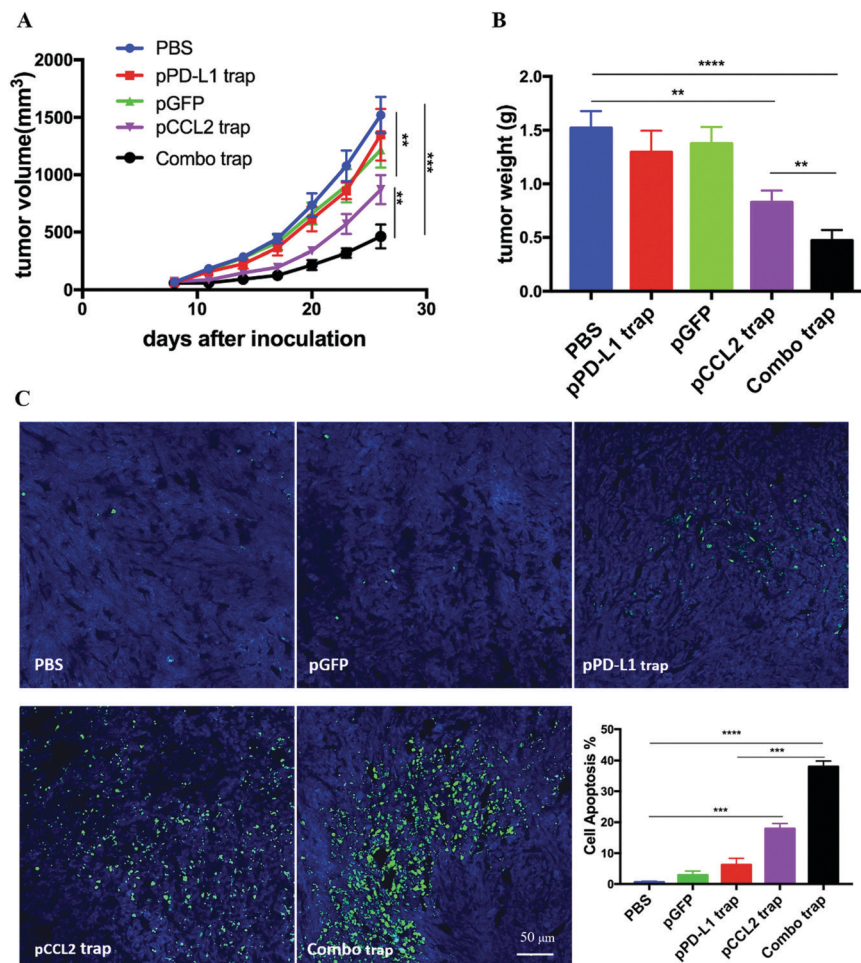 A
PBS
pPD-L1 trap
pGFP
pCCL2 trap
Combo trap
tumor volume(mm³)
2000
1500
1000
500
0
0
10
20
30
days after inoculation
**
***
**
B
tumor weight (g)
2.0
1.5
1.0
0.5
0.0
****
**
**
PBS
pPD-L1 trap
pGFP
pCCL2 trap
Combo trap
C
PBS
pGFP
pPD-L1 trap
pCCL2 trap
Combo trap
50 μm
Cell Apoptosis %
50
40
30
20
10
0
****
***
***
PBS
pGFP
pPD-L1 trap
pCCL2 trap
Combo trap